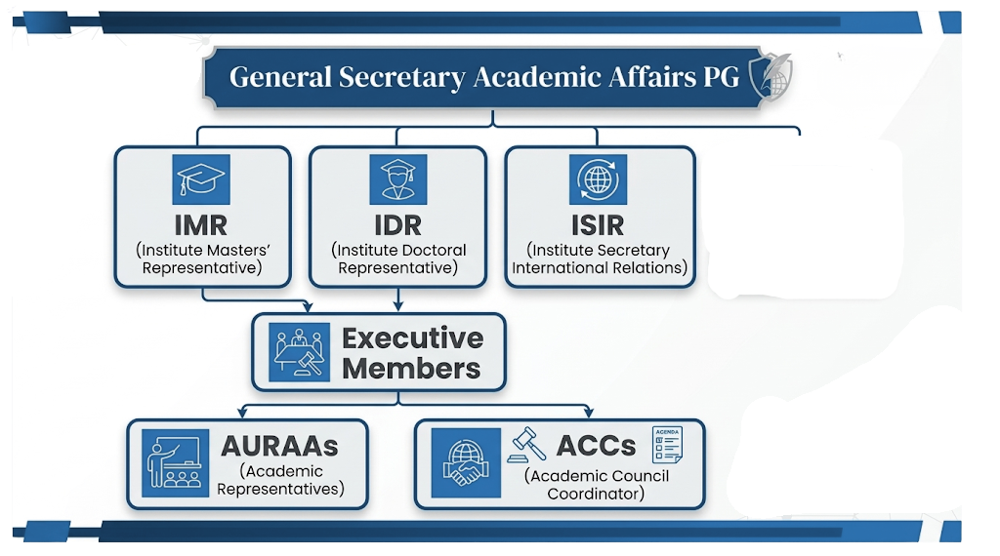 General Secretary Academic Affairs PG
IMR
(Institute Masters’
Representative)
IDR
(Institute Doctoral
Representative)
ISIR
(Institute Secretary
International Relations)
Executive
Members
AURAAs
(Academic
Representatives)
ACCs
(Academic Council
Coordinator)
AGENDA